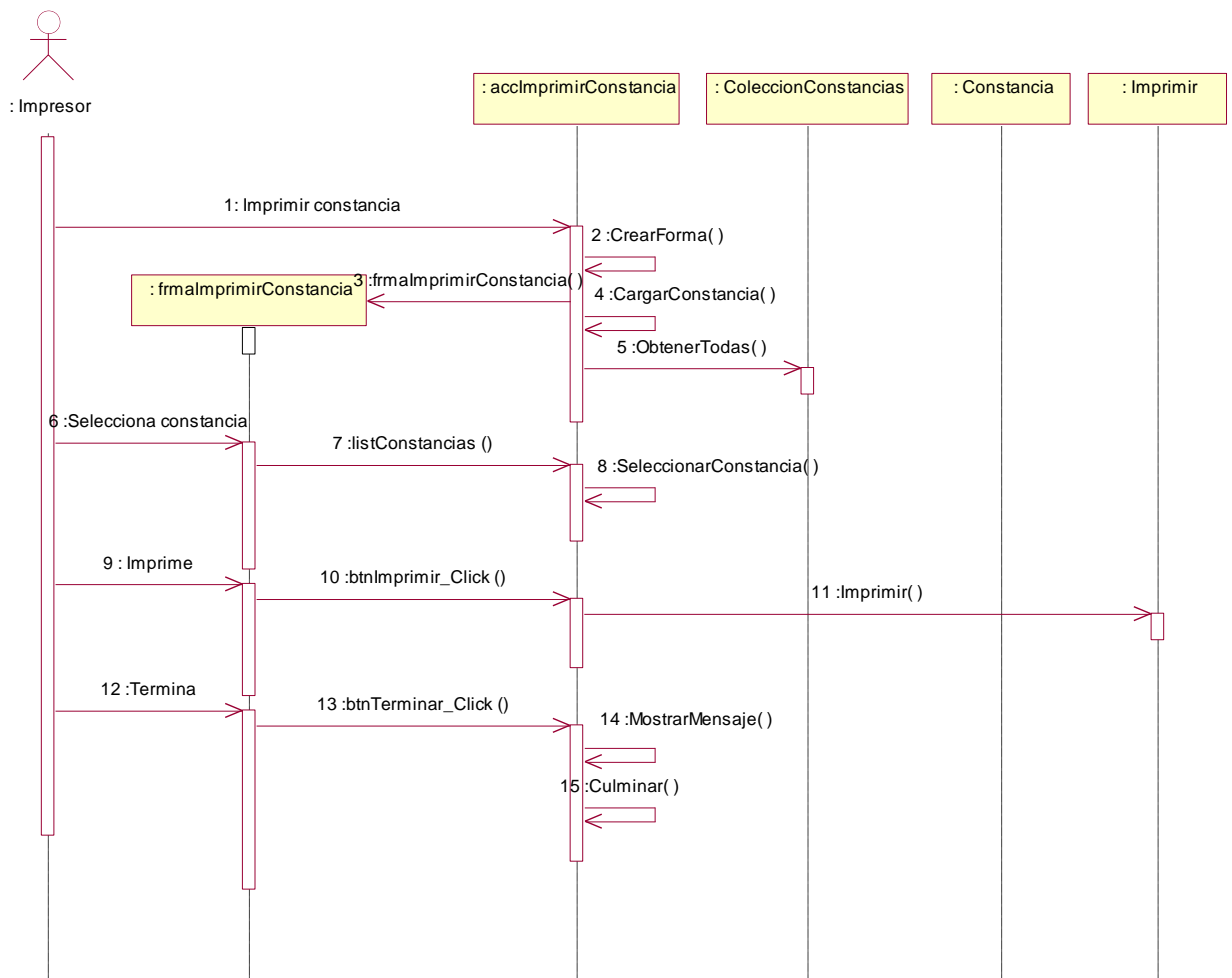 : Impresor
: accImprimirConstancia
: ColeccionConstancias
: Constancia
: Imprimir
1: Imprimir constancia
2 :CrearForma( )
: frmaImprimirConstancia
3 :frmaImprimirConstancia( )
4 :CargarConstancia( )
5 :ObtenerTodas( )
6 :Selecciona constancia
7 :listConstancias ()
8 :SeleccionarConstancia( )
9 : Imprime
10 :btnImprimir_Click ()
11 :Imprimir( )
12 :Termina
13 :btnTerminar_Click ()
14 :MostrarMensaje( )
15 :Culminar( )